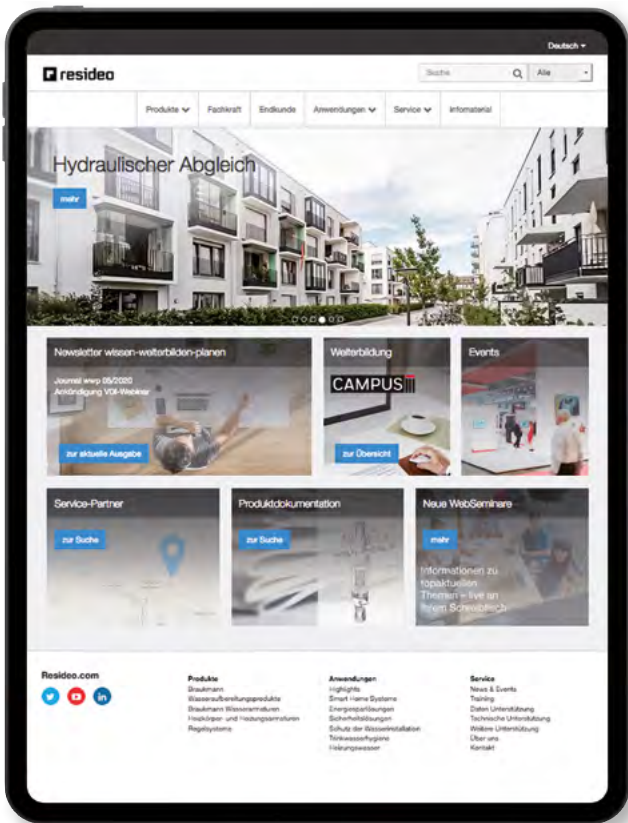 Deutsch
resideo
Suche
Alle
Produkte
Fachkraft
Endkunde
Anwendungen
Service
Infomaterial
Hydraulischer Abgleich
mehr
Newsletter wissen-weiterbilden-planen
Journal wwp 05/2020
Ankündigung VDI-Webinar
zur aktuelle Ausgabe
Weiterbildung
CAMPUS
zur Übersicht
Events
Service-Partner
zur Suche
Produktdokumentation
zur Suche
Neue WebSeminare
mehr
Informationen zu
topaktuellen
Themen – live an
Ihrem Schreibtisch
Resideo.com
Produkte
Braukmann
Wasseraufbereitungsprodukte
Braukmann Wasserarmaturen
Heizkörper- und Heizungsarmaturen
Regelsysteme
Anwendungen
Highlights
Smart Home Systems
Energiesparlösungen
Sicherheitslösungen
Schutz der Wasserinstallation
Trinkwasserhygiene
Heizungswasser
Service
News & Events
Training
Daten Unterstützung
Technische Unterstützung
Weitere Unterstützung
Über uns
Kontakt